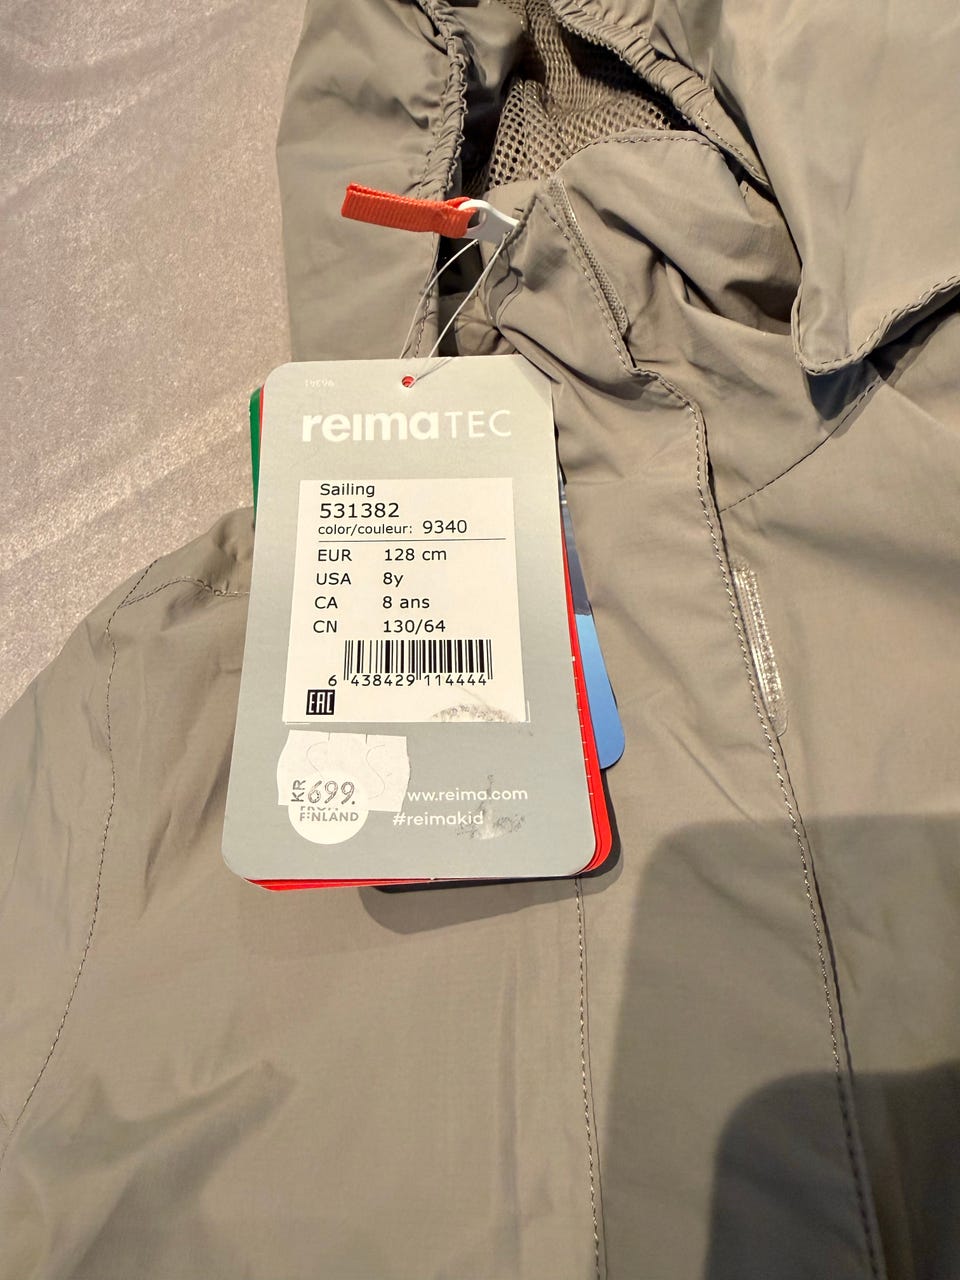 reimaTEC
Sailing
531382
color/couleur: 9340
EUR 128 cm
USA 8y
CA 8 ans
CN 130/64
6 438429 114444
EAC
KR 699.
FINLAND
ww.reima.com
#reimakid